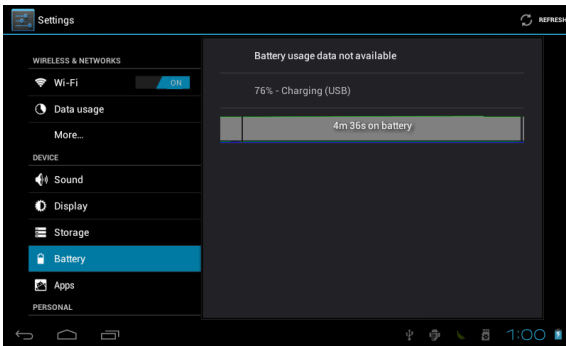 Settings
REFRESH
WIRELESS & NETWORKS
Wi-Fi
ON
Data usage
More...
DEVICE
Sound
Display
Storage
Battery
Apps
PERSONAL
Battery usage data not available
76% - Charging (USB)
4m 36s on battery
1:00